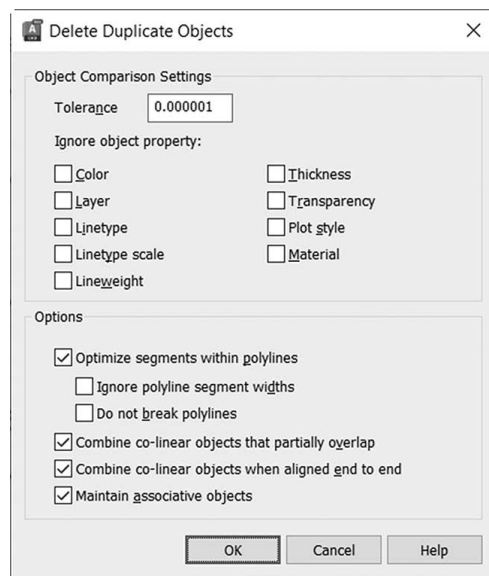 Delete Duplicate Objects
Object Comparison Settings
Tolerance 0.000001
Ignore object property:
Color
Layer
Linetype
Linetype scale
Lineweight
Thickness
Transparency
Plot style
Material
Options
Optimize segments within polylines
Ignore polyline segment widths
Do not break polylines
Combine co-linear objects that partially overlap
Combine co-linear objects when aligned end to end
Maintain associative objects
OK Cancel Help